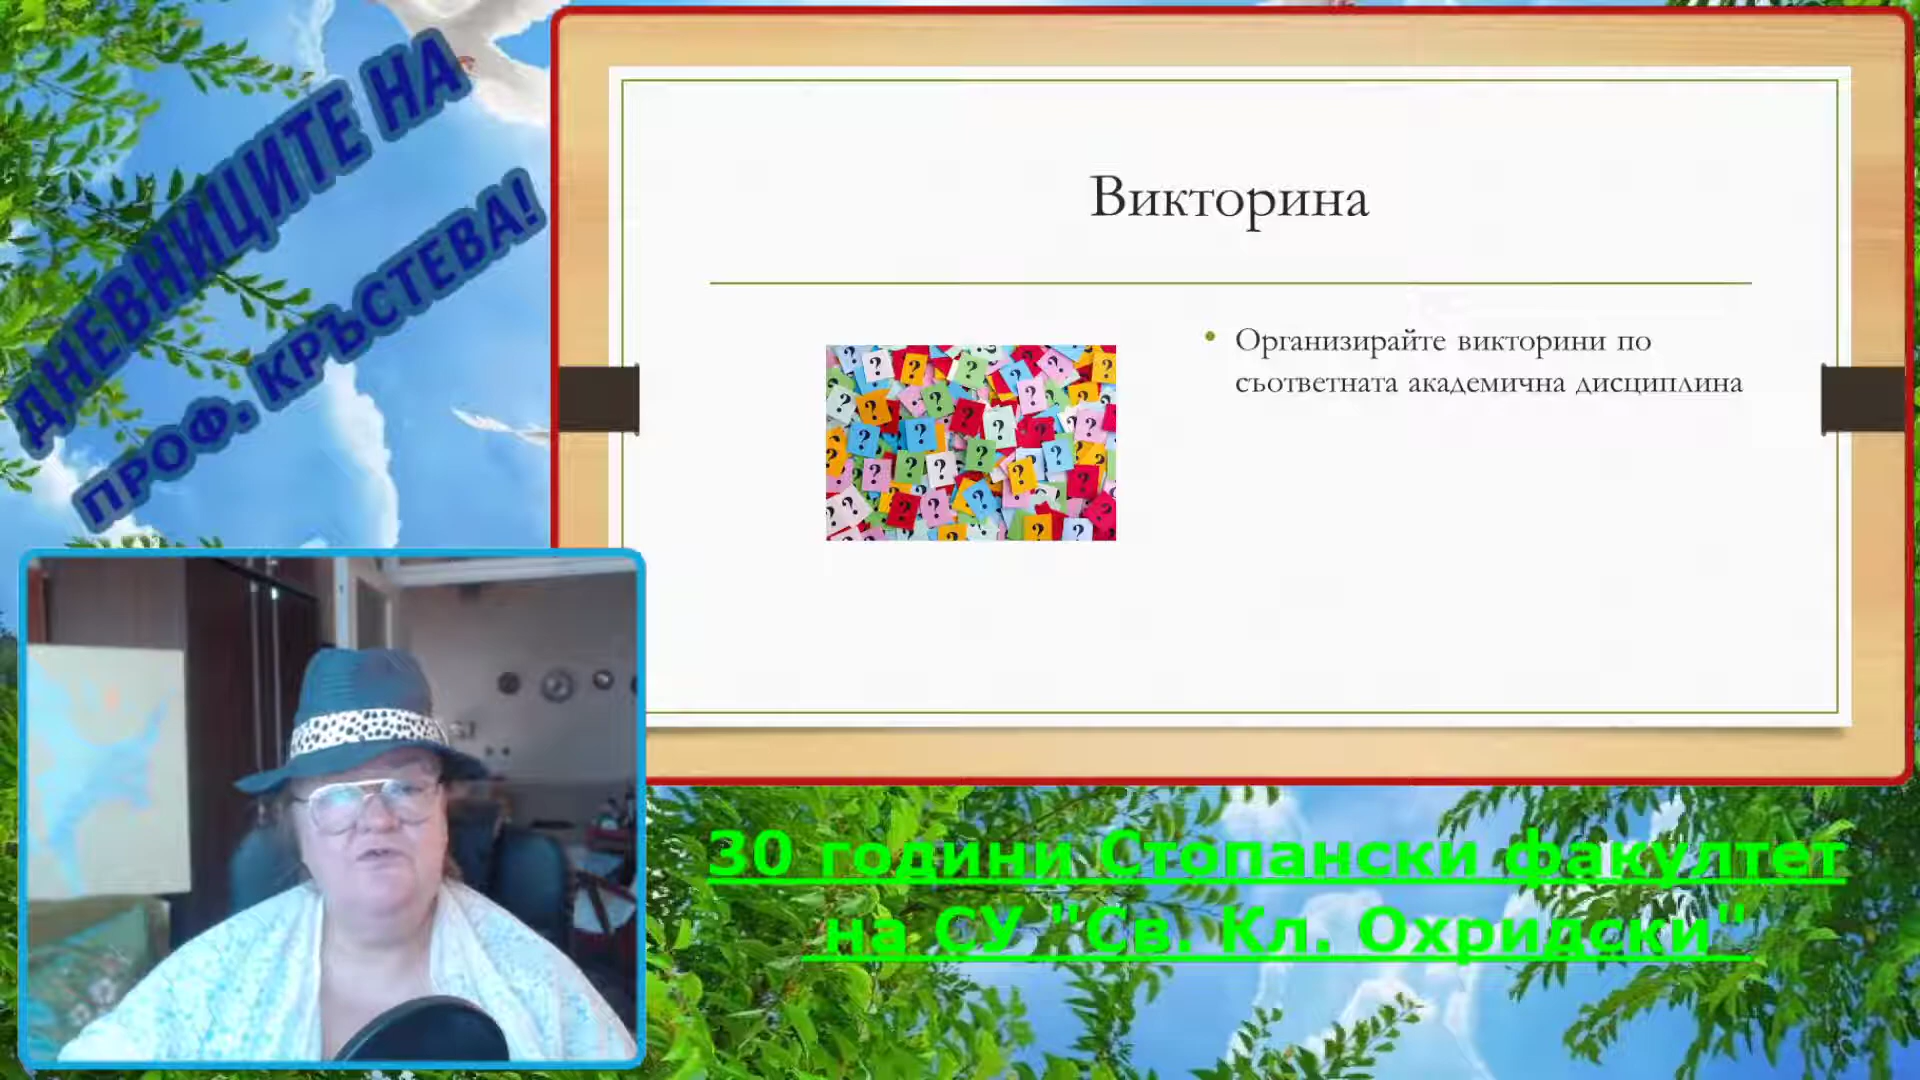 ДНЕВНИЦИТЕ НА
ПРОФ. КРЪСТЕВА!
Викторина
• Организирайте викторини по
съответната академична дисциплина
30 години Стопански факултет
на СУ "Св. Кл. Охридски"